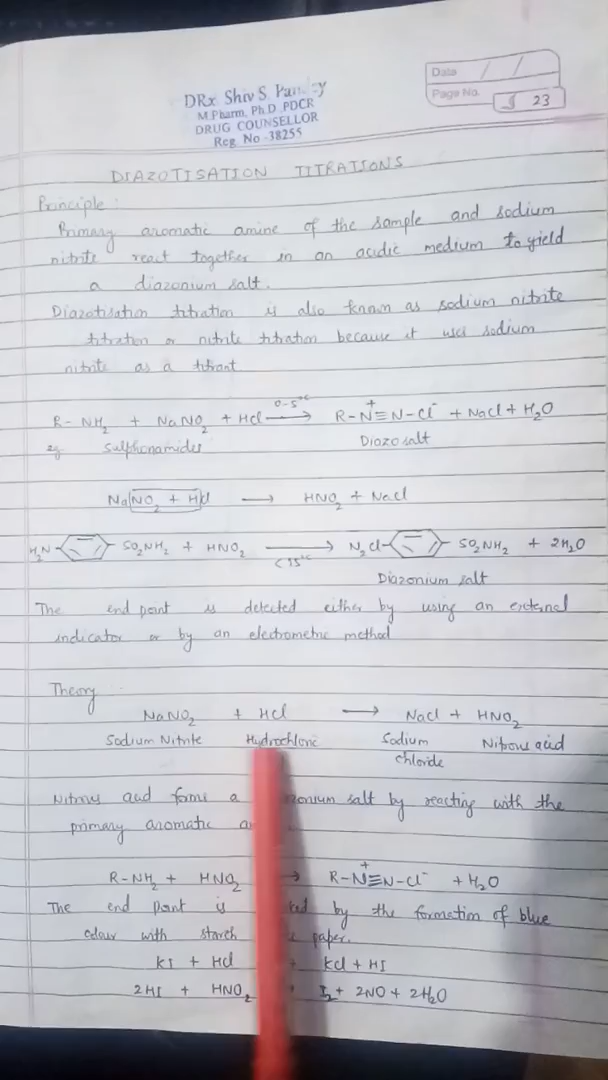 DRx Shiv S. Pan
M.Pharm, Ph.D, PDCR
DRUG COUNSELLOR
Reg No -38255
Date / /
Page No. 23
DIAZOTISATION TITRATIONS
Principle:
Primary aromatic amine of the sample and sodium
nitrite react together in an acidic medium to yield
a diazonium salt.
Diazotisation titration is also known as sodium nitrite
titration or nitrite titration because it uses sodium
nitrite as a titrant
0-5°C
R-NH₂ + NaNO₂ + HCl ⟶ R-N⁺≡N-Cl⁻ + NaCl + H₂O
eg Sulphonamides Diazo salt
NaNO₂ + HCl ⟶ HNO₂ + NaCl
H₂N- -SO₂NH₂ + HNO₂ ⟶ N₂Cl- -SO₂NH₂ + 2H₂O
<15°C
Diazonium salt
The end point is detected either by using an external
indicator or by an electrometric method
Theory
NaNO₂ + HCl ⟶ NaCl + HNO₂
Sodium Nitrite Hydrochloric Sodium Nitrous acid
chloride
Nitrous acid forms a onium salt by reacting with the
primary aromatic
R-NH₂ + HNO₂ → R-N⁺≡N-Cl⁻ + H₂O
The end point is ed by the formation of blue
colour with starch paper.
KI + HCl KCl + HI
2HI + HNO₂ I₂ + 2NO + 2H₂O